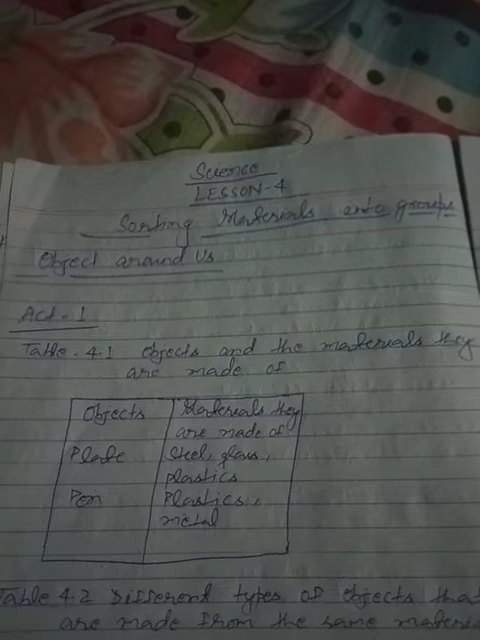 Science
LESSON-4
Sorting Materials into groups
Object around Us
Act-1
Table-4.1 Objects and the materials they
are made of
Objects Materials they
are made of
Plate Steel, glass,
plastics
Pen Plastics,
metal
Table 4.2 Different types of objects that
are made from the same